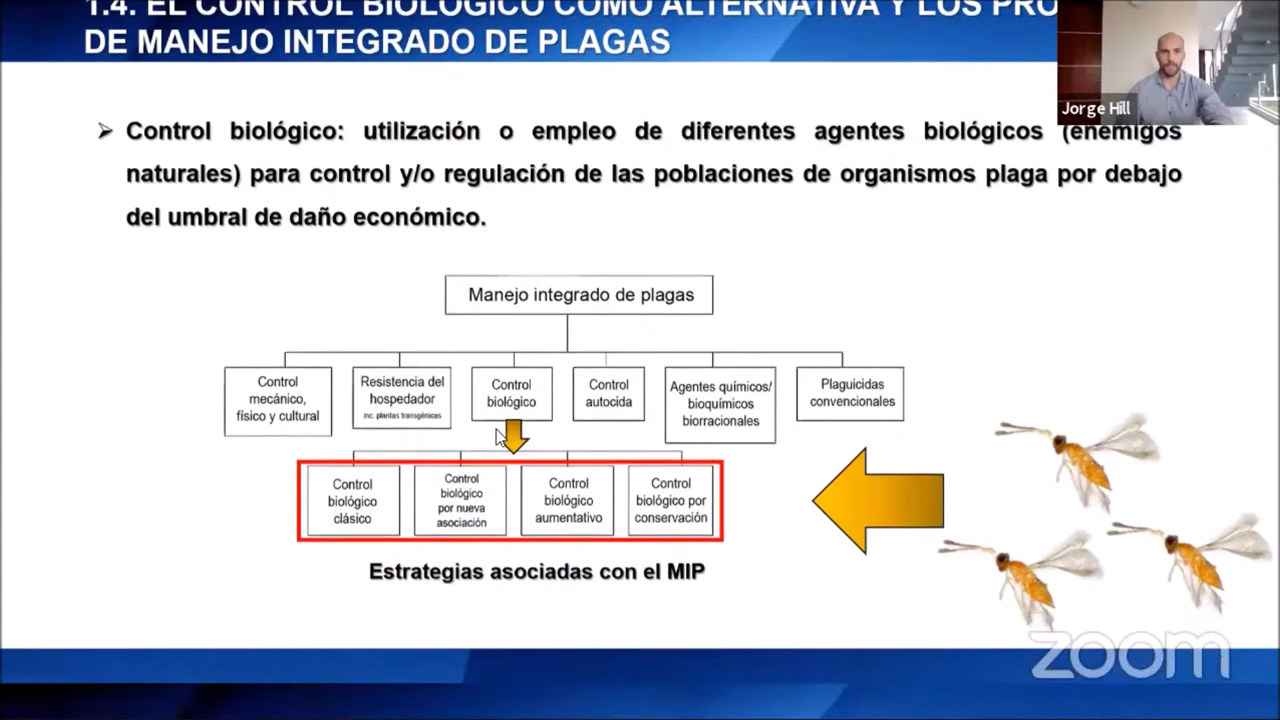 1.4. EL CONTROL BIOLÓGICO COMO ALTERNATIVA Y LOS PRO
DE MANEJO INTEGRADO DE PLAGAS
Jorge Hill
➢ Control biológico: utilización o empleo de diferentes agentes biológicos (enemigos
naturales) para control y/o regulación de las poblaciones de organismos plaga por debajo
del umbral de daño económico.
Manejo integrado de plagas
Control
mecánico,
físico y cultural
Resistencia del
hospedador
inc. plantas transgénicas
Control
biológico
Control
autocida
Agentes químicos/
bioquímicos
biorracionales
Plaguicidas
convencionales
Control
biológico
clásico
Control
biológico
por nueva
asociación
Control
biológico
aumentativo
Control
biológico por
conservación
Estrategias asociadas con el MIP
zoom